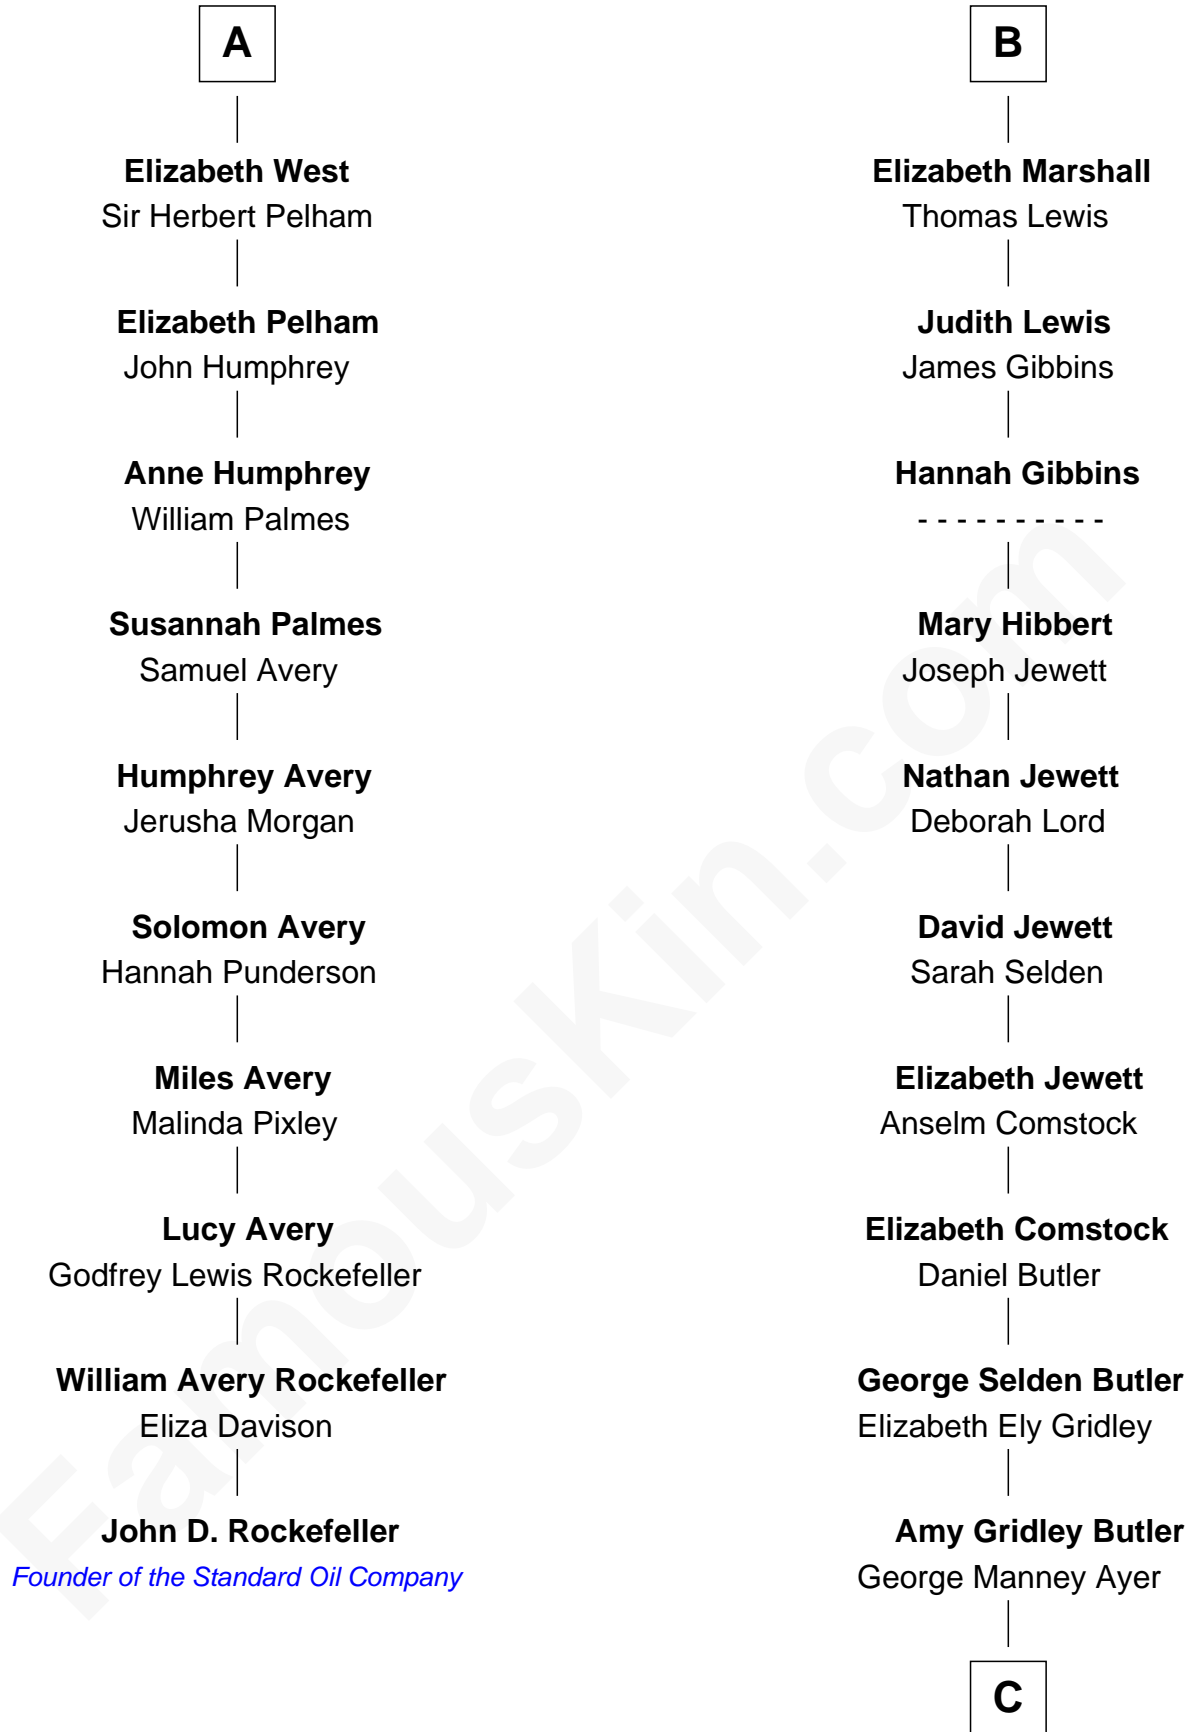 A
Elizabeth West
Sir Herbert Pelham
Elizabeth Pelham
John Humphrey
Anne Humphrey
William Palmes
Susannah Palmes
Samuel Avery
Humphrey Avery
Jerusha Morgan
Solomon Avery
Hannah Punderson
Miles Avery
Malinda Pixley
Lucy Avery
Godfrey Lewis Rockefeller
William Avery Rockefeller
Eliza Davison
John D. Rockefeller
Founder of the Standard Oil Company
B
Elizabeth Marshall
Thomas Lewis
Judith Lewis
James Gibbins
Hannah Gibbins
- - - - - - - - - -
Mary Hibbert
Joseph Jewett
Nathan Jewett
Deborah Lord
David Jewett
Sarah Selden
Elizabeth Jewett
Anselm Comstock
Elizabeth Comstock
Daniel Butler
George Selden Butler
Elizabeth Ely Gridley
Amy Gridley Butler
George Manney Ayer
C
FamousKin.com